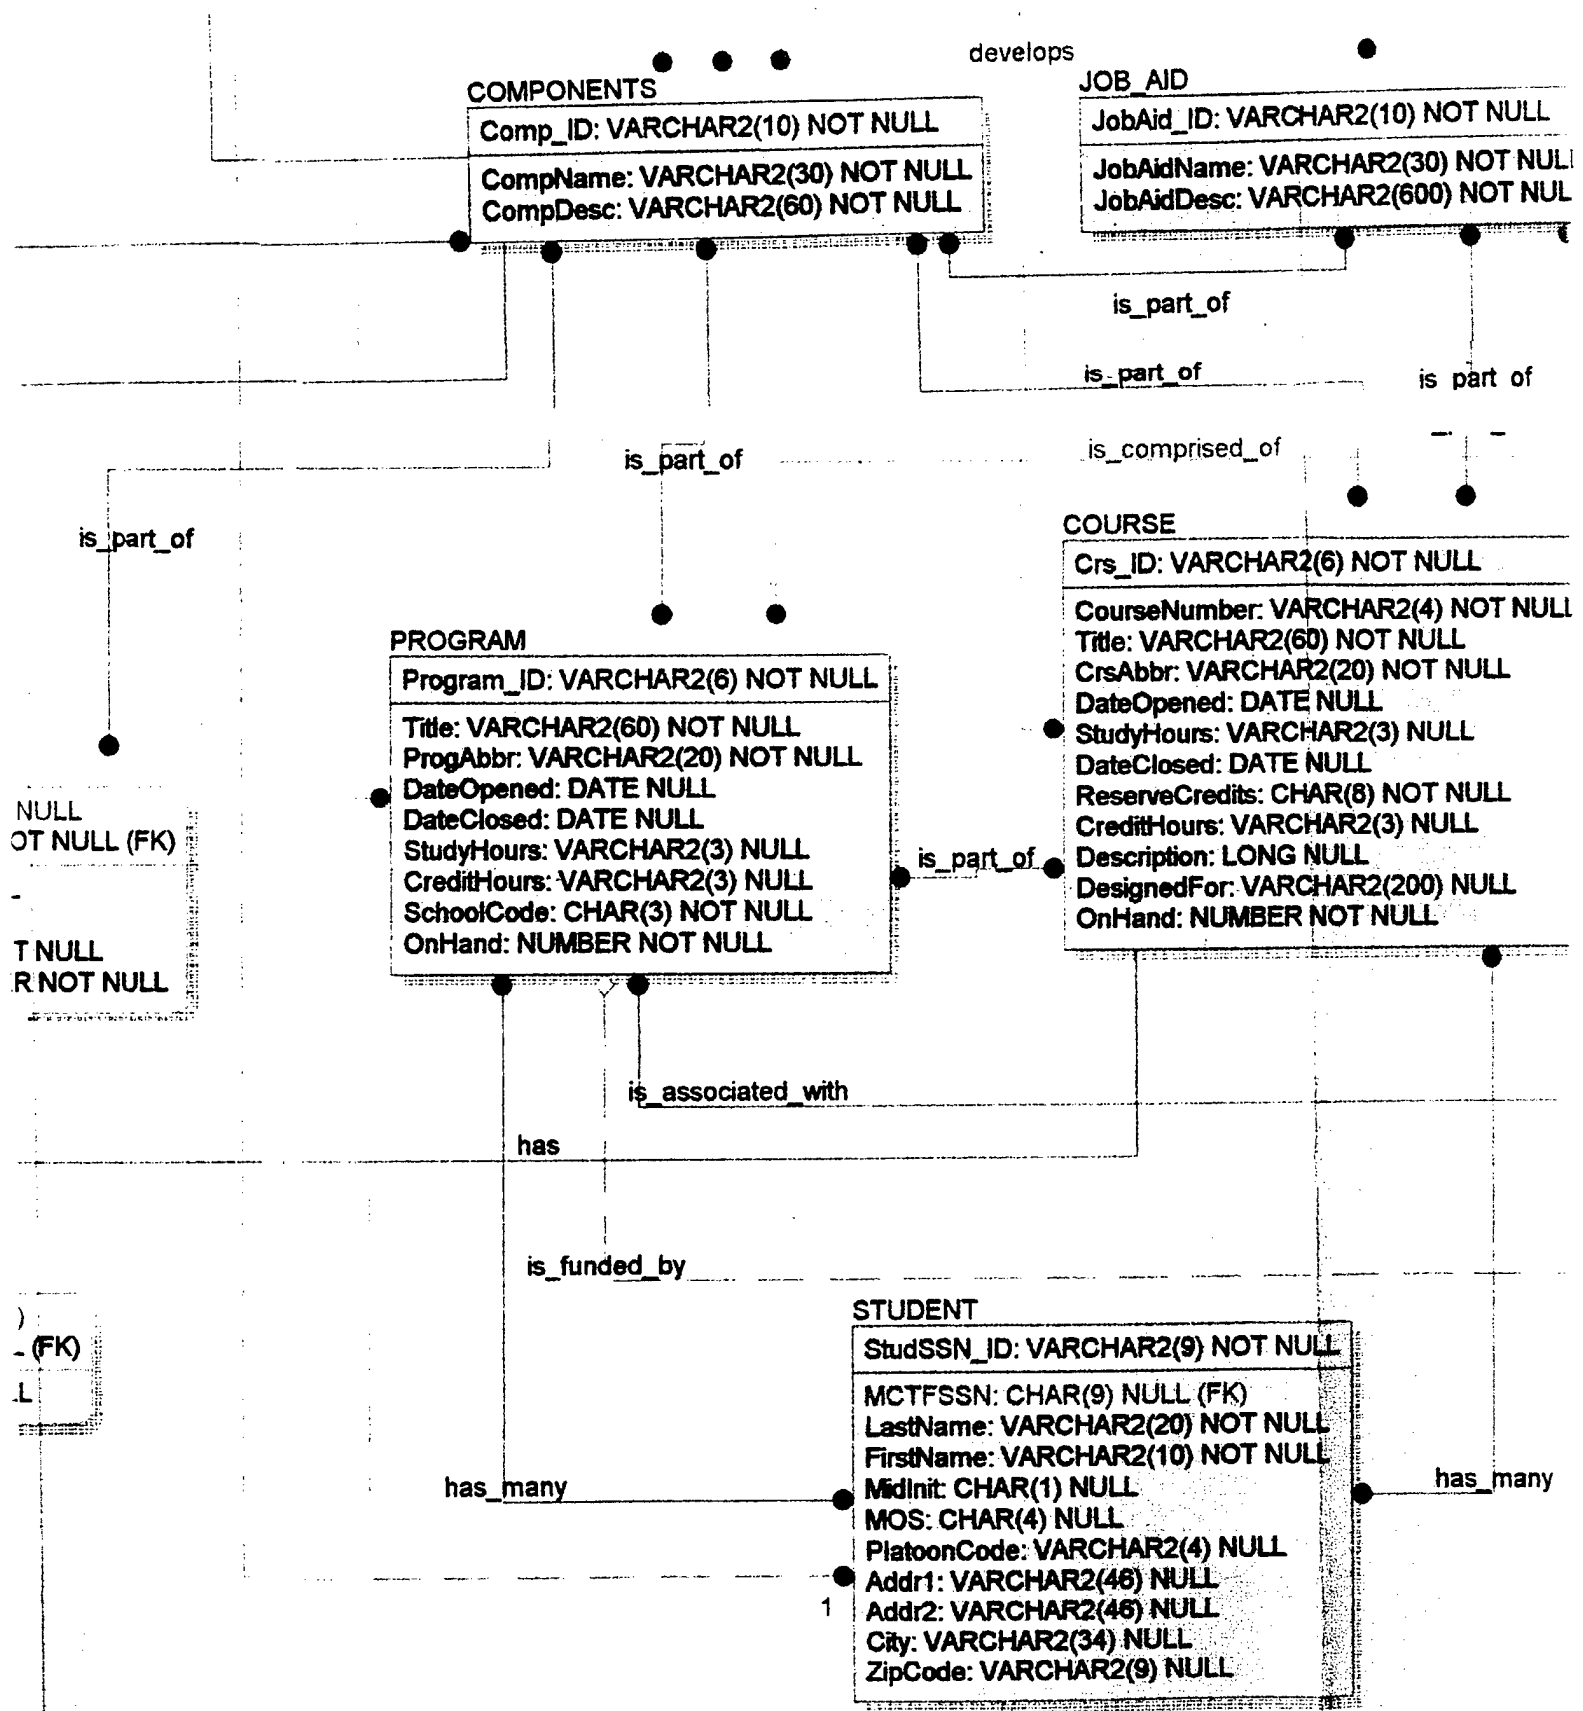 develops
COMPONENTS
Comp_ID: VARCHAR2(10) NOT NULL
CompName: VARCHAR2(30) NOT NULL
CompDesc: VARCHAR2(60) NOT NULL
JOB_AID
JobAid_ID: VARCHAR2(10) NOT NULL
JobAidName: VARCHAR2(30) NOT NUL
JobAidDesc: VARCHAR2(600) NOT NUL
is_part_of
is_part_of
is part of
is_part_of
is_comprised_of
is_part_of
COURSE
Crs_ID: VARCHAR2(6) NOT NULL
CourseNumber: VARCHAR2(4) NOT NULL
Title: VARCHAR2(60) NOT NULL
CrsAbbr: VARCHAR2(20) NOT NULL
DateOpened: DATE NULL
StudyHours: VARCHAR2(3) NULL
DateClosed: DATE NULL
ReserveCredits: CHAR(8) NOT NULL
CreditHours: VARCHAR2(3) NULL
Description: LONG NULL
DesignedFor: VARCHAR2(200) NULL
OnHand: NUMBER NOT NULL
PROGRAM
Program_ID: VARCHAR2(6) NOT NULL
Title: VARCHAR2(60) NOT NULL
ProgAbbr: VARCHAR2(20) NOT NULL
DateOpened: DATE NULL
DateClosed: DATE NULL
StudyHours: VARCHAR2(3) NULL
CreditHours: VARCHAR2(3) NULL
SchoolCode: CHAR(3) NOT NULL
OnHand: NUMBER NOT NULL
is_part_of
NULL
OT NULL (FK)
T NULL
R NOT NULL
is_associated_with
has
is_funded_by
)
(FK)
L
STUDENT
StudSSN_ID: VARCHAR2(9) NOT NULL
MCTFSSN: CHAR(9) NULL (FK)
LastName: VARCHAR2(20) NOT NULL
FirstName: VARCHAR2(10) NOT NULL
MidInit: CHAR(1) NULL
MOS: CHAR(4) NULL
PlatoonCode: VARCHAR2(4) NULL
Addr1: VARCHAR2(46) NULL
Addr2: VARCHAR2(46) NULL
City: VARCHAR2(34) NULL
ZipCode: VARCHAR2(9) NULL
has_many
has_many
1